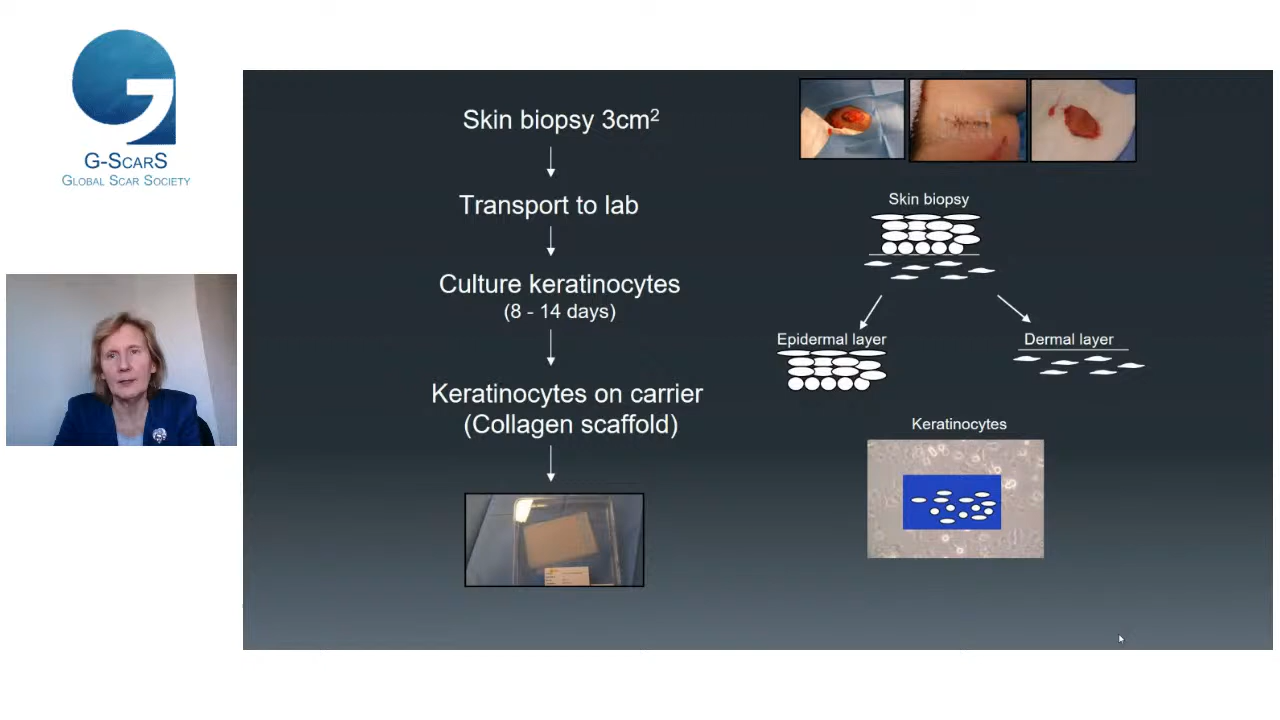 G-SCARS
GLOBAL SCAR SOCIETY
Skin biopsy 3cm²
Transport to lab
Culture keratinocytes
(8 - 14 days)
Keratinocytes on carrier
(Collagen scaffold)
Skin biopsy
Epidermal layer
Dermal layer
Keratinocytes